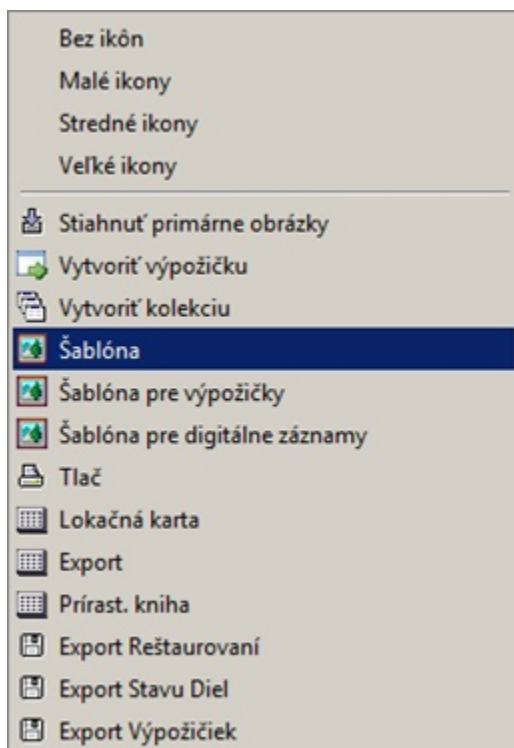 Bez ikôn
Malé ikony
Stredné ikony
Veľké ikony
Stiahnuť primárne obrázky
Vytvoriť výpožičku
Vytvoriť kolekciu
Šablóna
Šablóna pre výpožičky
Šablóna pre digitálne záznamy
Tlač
Lokačná karta
Export
Prírast. kniha
Export Reštaurovaní
Export Stavu Diel
Export Výpožičiek